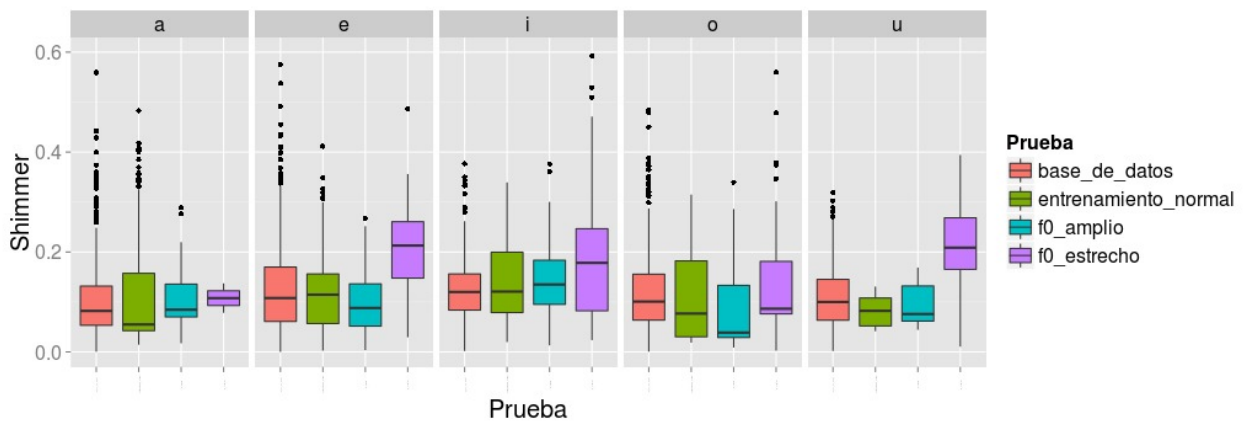 a e i o u
0.6
0.4
0.2
0.0
Shimmer
Prueba
Prueba
base_de_datos
entrenamiento_normal
f0_amplio
f0_estrecho